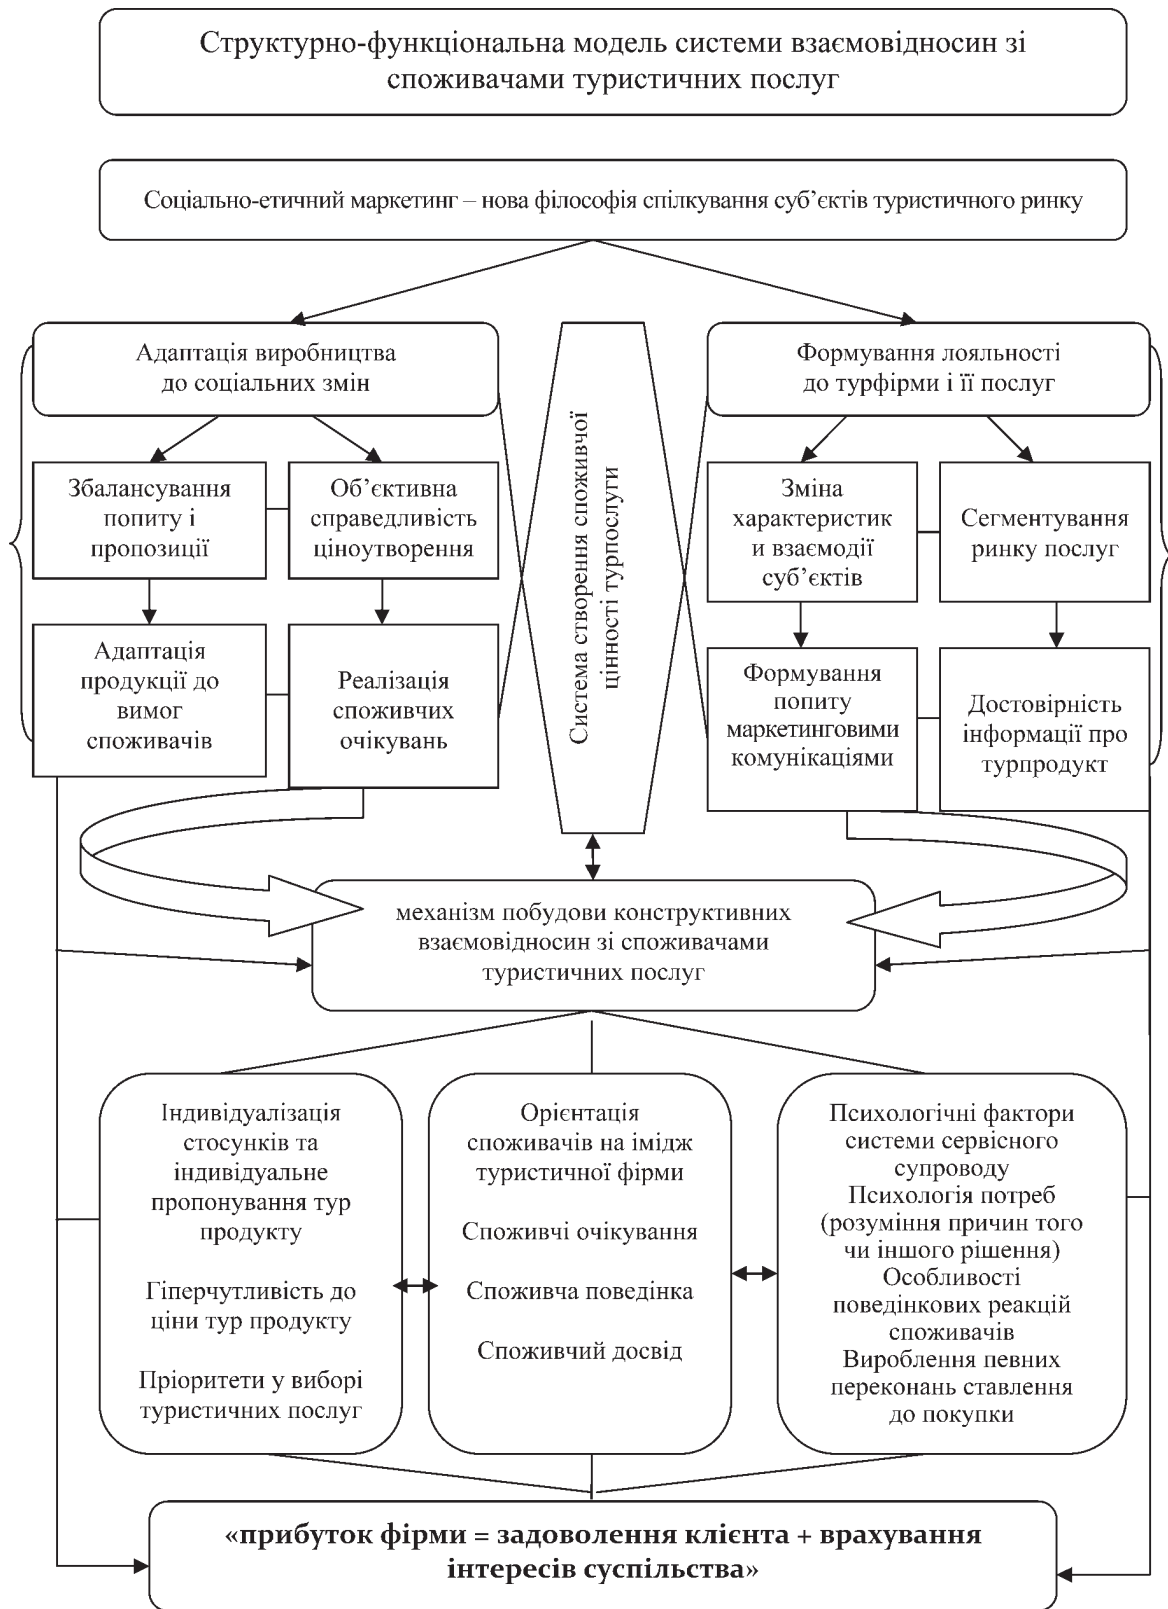 Структурно-функціональна модель системи взаємовідносин зі
споживачами туристичних послуг
Соціально-етичний маркетинг – нова філософія спілкування суб’єктів туристичного ринку
Адаптація виробництва
до соціальних змін
Формування лояльності
до турфірми і її послуг
Система створення споживчої
цінності турпослуги
Збалансування
попиту і
пропозиції
Об’єктивна
справедливість
ціноутворення
Зміна
характеристик
и взаємодії
суб’єктів
Сегментування
ринку послуг
Адаптація
продукції до
вимог
споживачів
Реалізація
споживчих
очікувань
Формування
попиту
маркетинговими
комунікаціями
Достовірність
інформації про
турпродукт
механізм побудови конструктивних
взаємовідносин зі споживачами
туристичних послуг
Індивідуалізація
стосунків та
індивідуальне
пропонування тур
продукту
Гіперчутливість до
ціни тур продукту
Пріоритети у виборі
туристичних послуг
Орієнтація
споживачів на імідж
туристичної фірми
Споживчі очікування
Споживча поведінка
Споживчий досвід
Психологічні фактори
системи сервісного
супроводу
Психологія потреб
(розуміння причин того
чи іншого рішення)
Особливості
поведінкових реакцій
споживачів
Вироблення певних
переконань ставлення
до покупки
«прибуток фірми = задоволення клієнта + врахування
інтересів суспільства»